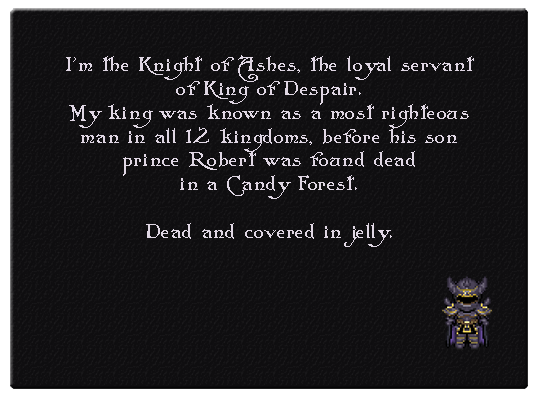 I'm the Knight of Ashes, the loyal servant
of King of Despair.
My king was known as a most righteous
man in all 12 kingdoms, before his son
prince Robert was found dead
in a Candy Forest.
Dead and covered in jelly.